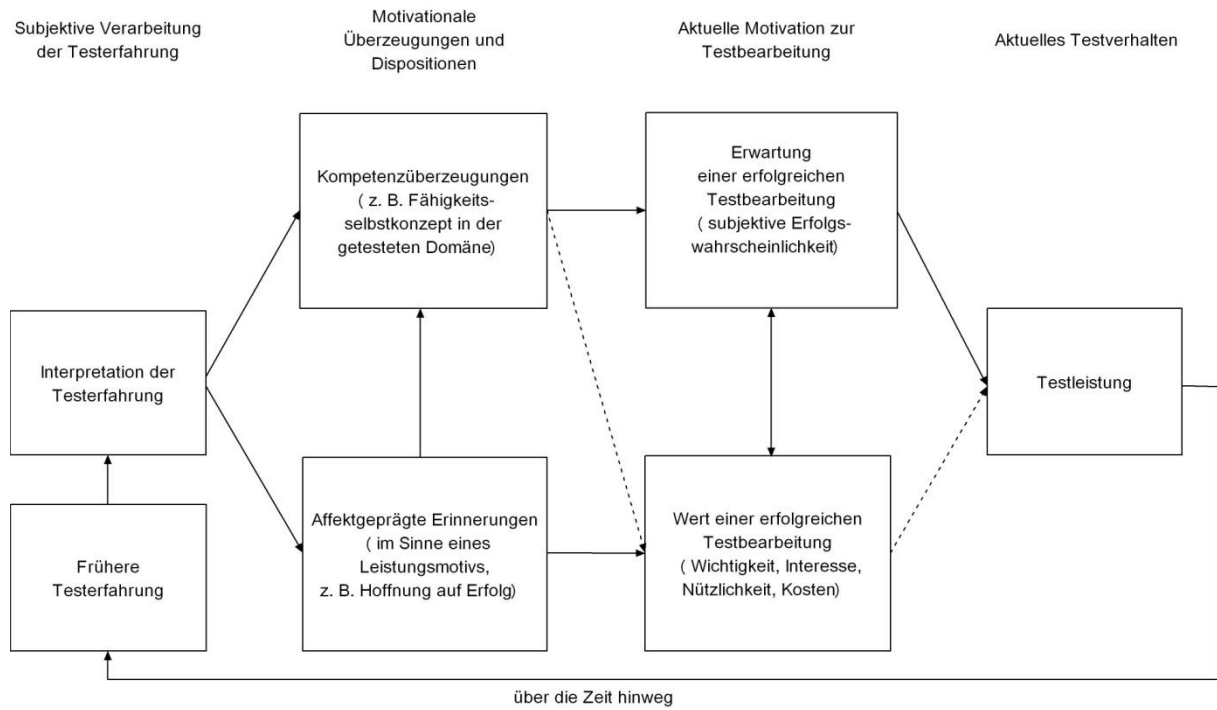 Subjektive Verarbeitung
der Testerfahrung
Motivationale
Überzeugungen und
Dispositionen
Aktuelle Motivation zur
Testbearbeitung
Aktuelles Testverhalten
Kompetenzüberzeugungen
( z. B. Fähigkeits-
selbstkonzept in der
getesteten Domäne)
Erwartung
einer erfolgreichen
Testbearbeitung
( subjektive Erfolgs-
wahrscheinlichkeit)
Interpretation der
Testerfahrung
Testleistung
Frühere
Testerfahrung
Affektgeprägte Erinnerungen
( im Sinne eines
Leistungsmotivs,
z. B. Hoffnung auf Erfolg)
Wert einer erfolgreichen
Testbearbeitung
( Wichtigkeit, Interesse,
Nützlichkeit, Kosten)
über die Zeit hinweg